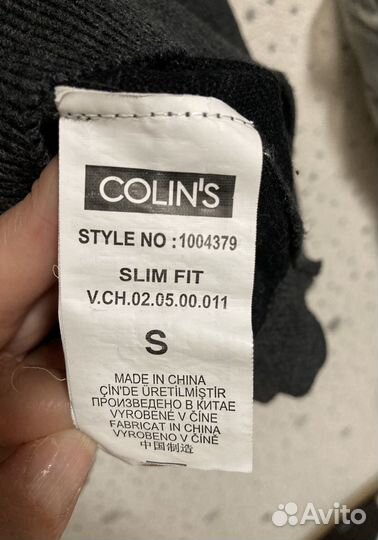 COLIN'S
STYLE NO : 1004379
SLIM FIT
V.CH.02.05.00.011
S
MADE IN CHINA
ÇİN'DE ÜRETİLMİŞTİR
ПРОИЗВЕДЕНО В КИТАЕ
VYROBENÉ V ČÍNE
FABRICAT IN CHINA
VYROBENO V ČÍNĚ
中国制造
Avito